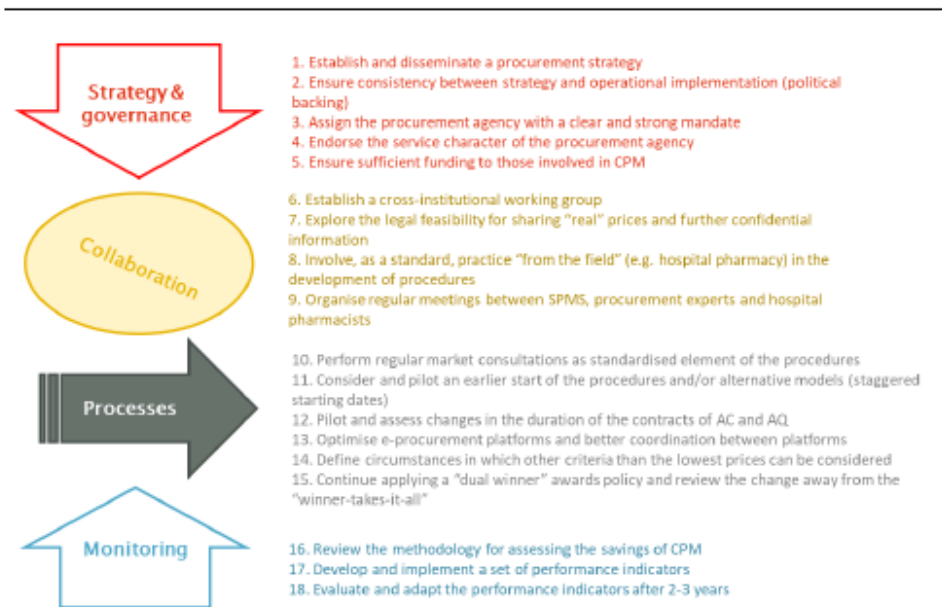 Strategy &
governance
1. Establish and disseminate a procurement strategy
2. Ensure consistency between strategy and operational implementation (political
backing)
3. Assign the procurement agency with a clear and strong mandate
4. Endorse the service character of the procurement agency
5. Ensure sufficient funding to those involved in CPM
Collaboration
6. Establish a cross-institutional working group
7. Explore the legal feasibility for sharing “real” prices and further confidential
information
8. Involve, as a standard, practice “from the field” (e.g. hospital pharmacy) in the
development of procedures
9. Organise regular meetings between SPMS, procurement experts and hospital
pharmacists
Processes
10. Perform regular market consultations as standardised element of the procedures
11. Consider and pilot an earlier start of the procedures and/or alternative models (staggered
starting dates)
12. Pilot and assess changes in the duration of the contracts of AC and AQ
13. Optimise e-procurement platforms and better coordination between platforms
14. Define circumstances in which other criteria than the lowest prices can be considered
15. Continue applying a “dual winner” awards policy and review the change away from the
“winner-takes-it-all”
Monitoring
16. Review the methodology for assessing the savings of CPM
17. Develop and implement a set of performance indicators
18. Evaluate and adapt the performance indicators after 2-3 years